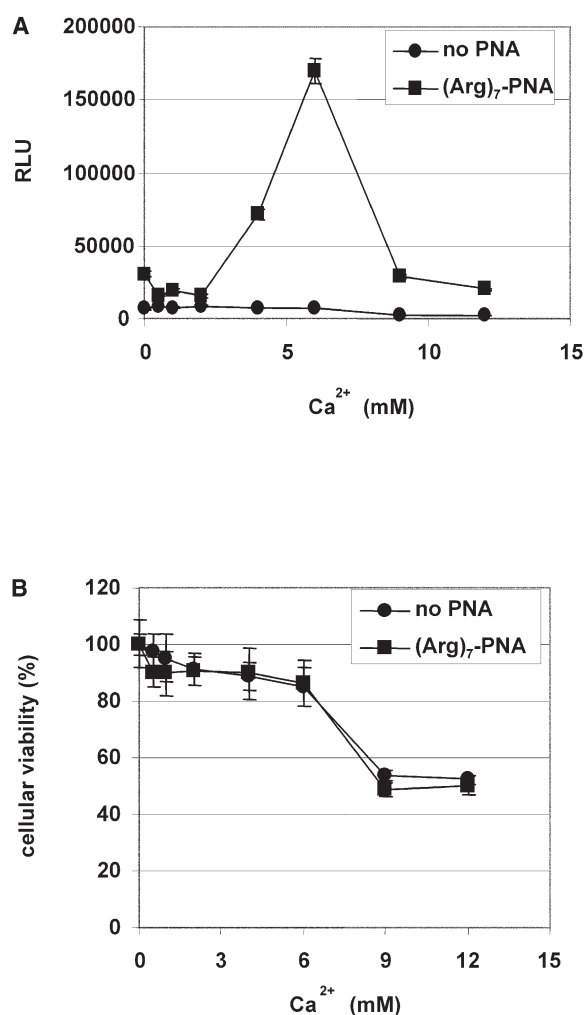 A
200000
150000
100000
50000
0
RLU
no PNA
(Arg)₇-PNA
0 5 10 15
Ca²⁺ (mM)
B
120
100
80
60
40
20
0
cellular viability (%)
no PNA
(Arg)₇-PNA
0 3 6 9 12 15
Ca²⁺ (mM)